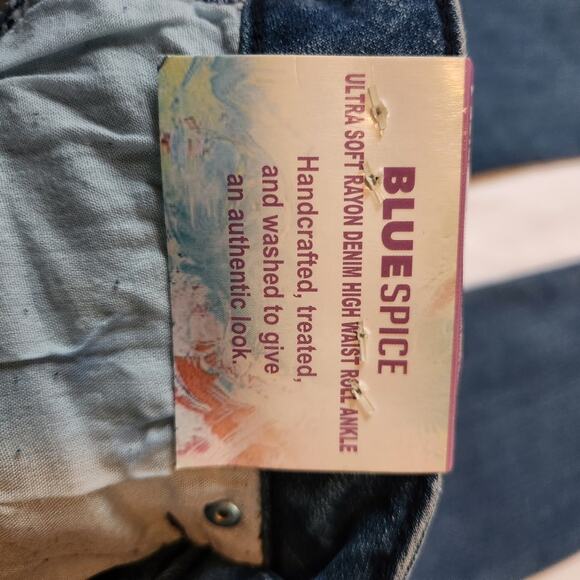 BLUESPICE
ULTRA SOFT RAYON DENIM HIGH WAIST ROLL ANKLE
Handcrafted, treated,
and washed to give
an authentic look.